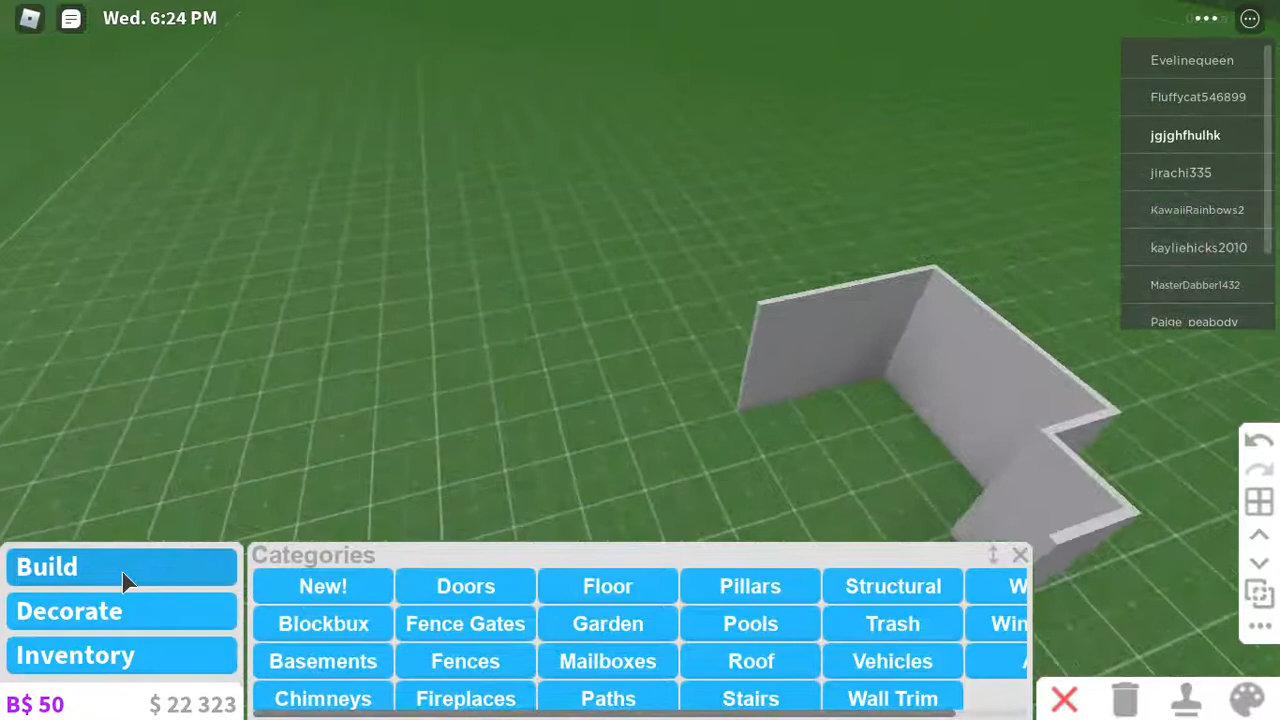 Wed. 6:24 PM
Evelinequeen
Fluffycat546899
jgjghfhulhk
jirachi335
KawaiiRainbows2
kayliehicks2010
MasterDabber1432
Paige_peabody
Build
Decorate
Inventory
B$ 50
$ 22 323
Categories
New! Doors Floor Pillars Structural W
Blockbux Fence Gates Garden Pools Trash Win
Basements Fences Mailboxes Roof Vehicles
Chimneys Fireplaces Paths Stairs Wall Trim